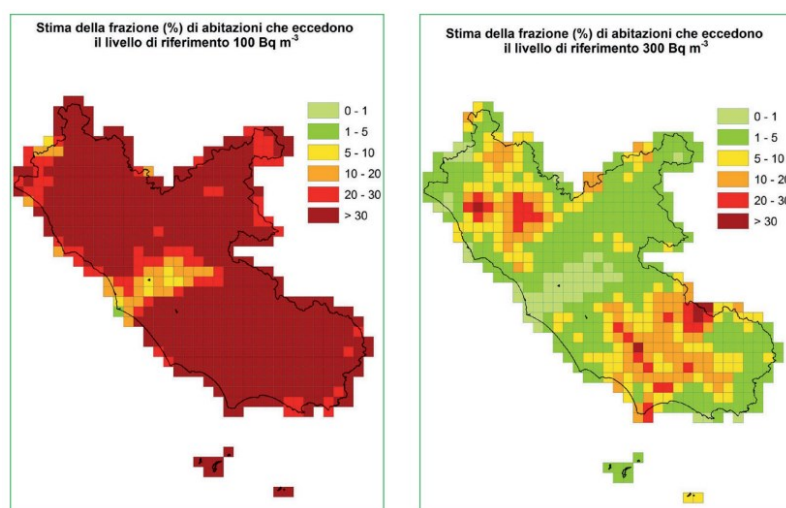 Stima della frazione (%) di abitazioni che eccedono
il livello di riferimento 100 Bq m⁻³
0 - 1
1 - 5
5 - 10
10 - 20
20 - 30
> 30
Stima della frazione (%) di abitazioni che eccedono
il livello di riferimento 300 Bq m⁻³
0 - 1
1 - 5
5 - 10
10 - 20
20 - 30
> 30